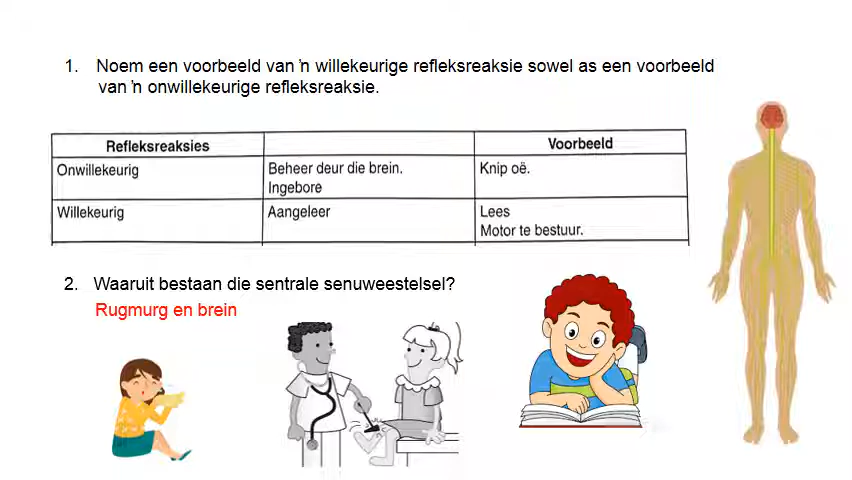 1. Noem een voorbeeld van 'n willekeurige refleksreaksie sowel as een voorbeeld
van 'n onwillekeurige refleksreaksie.
Refleksreaksies Voorbeeld
Onwillekeurig Beheer deur die brein. Knip oë.
Ingebore
Willekeurig Aangeleer Lees
Motor te bestuur.
2. Waaruit bestaan die sentrale senuweestelsel?
Rugmurg en brein